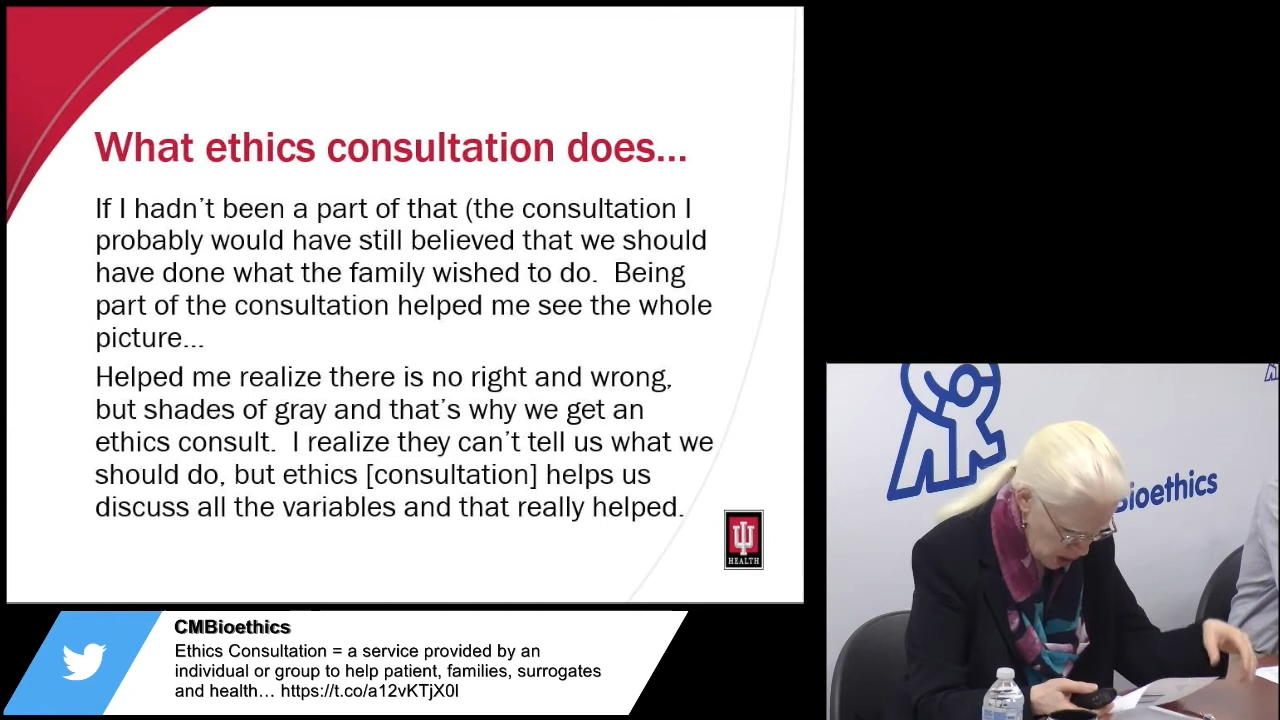 What ethics consultation does...
If I hadn't been a part of that (the consultation I
probably would have still believed that we should
have done what the family wished to do.  Being
part of the consultation helped me see the whole
picture...
Helped me realize there is no right and wrong,
but shades of gray and that's why we get an
ethics consult.  I realize they can't tell us what we
should do, but ethics [consultation] helps us
discuss all the variables and that really helped.
HEALTH
Bioethics
CMBioethics
Ethics Consultation = a service provided by an
individual or group to help patient, families, surrogates
and health… https://t.co/a12vKTjX0l